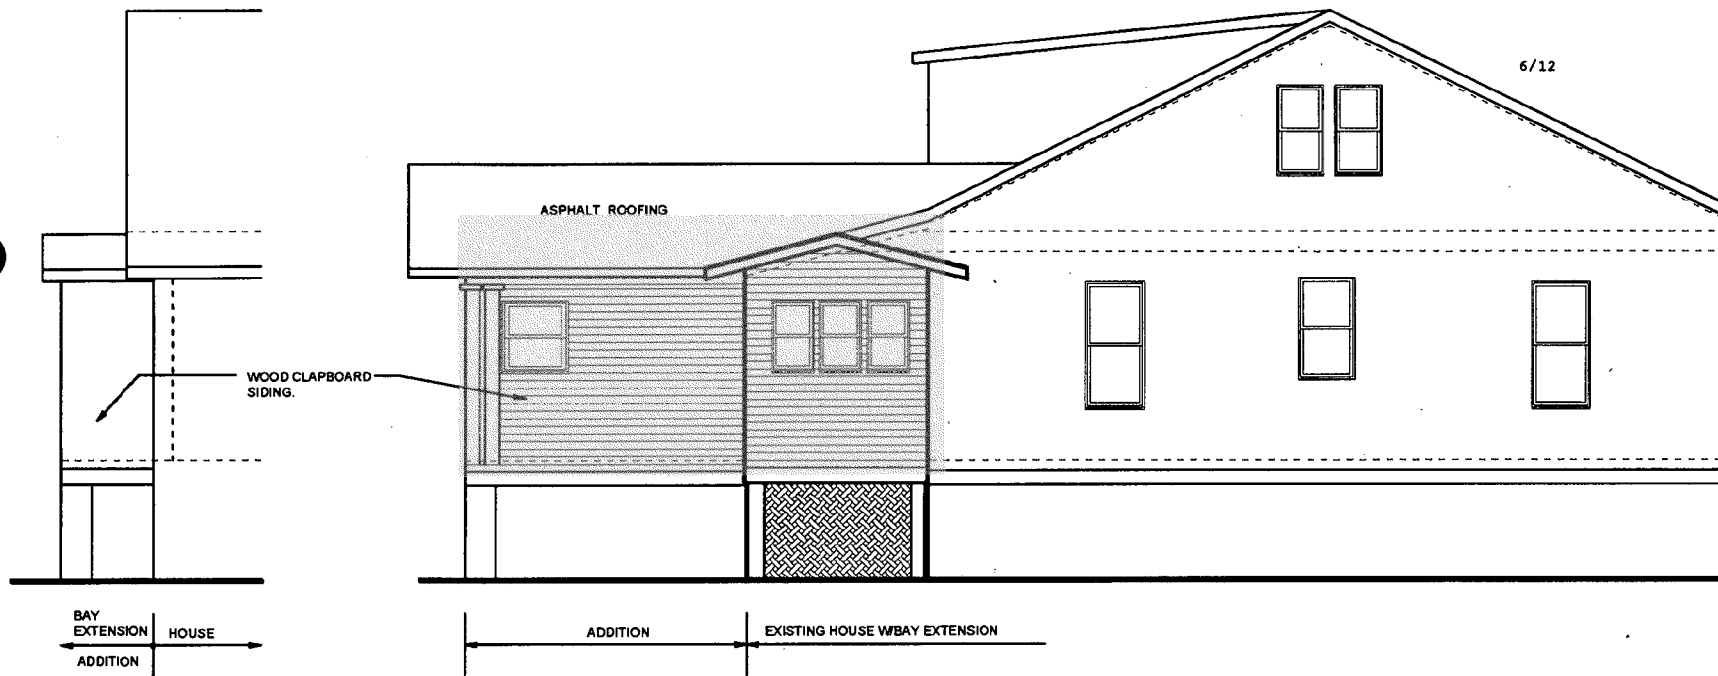 6/12
ASPHALT ROOFING
WOOD CLAPBOARD
SIDING.
BAY
EXTENSION
HOUSE
ADDITION
ADDITION
EXISTING HOUSE W/BAY EXTENSION